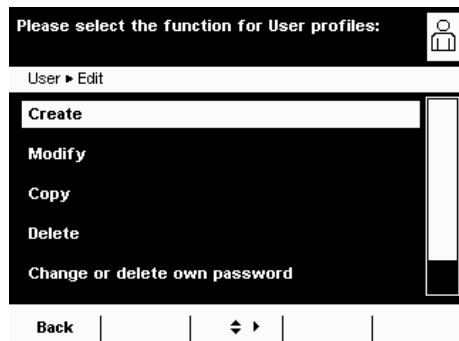 Please select the function for User profiles:
User ▸ Edit
Create
Modify
Copy
Delete
Change or delete own password
Back